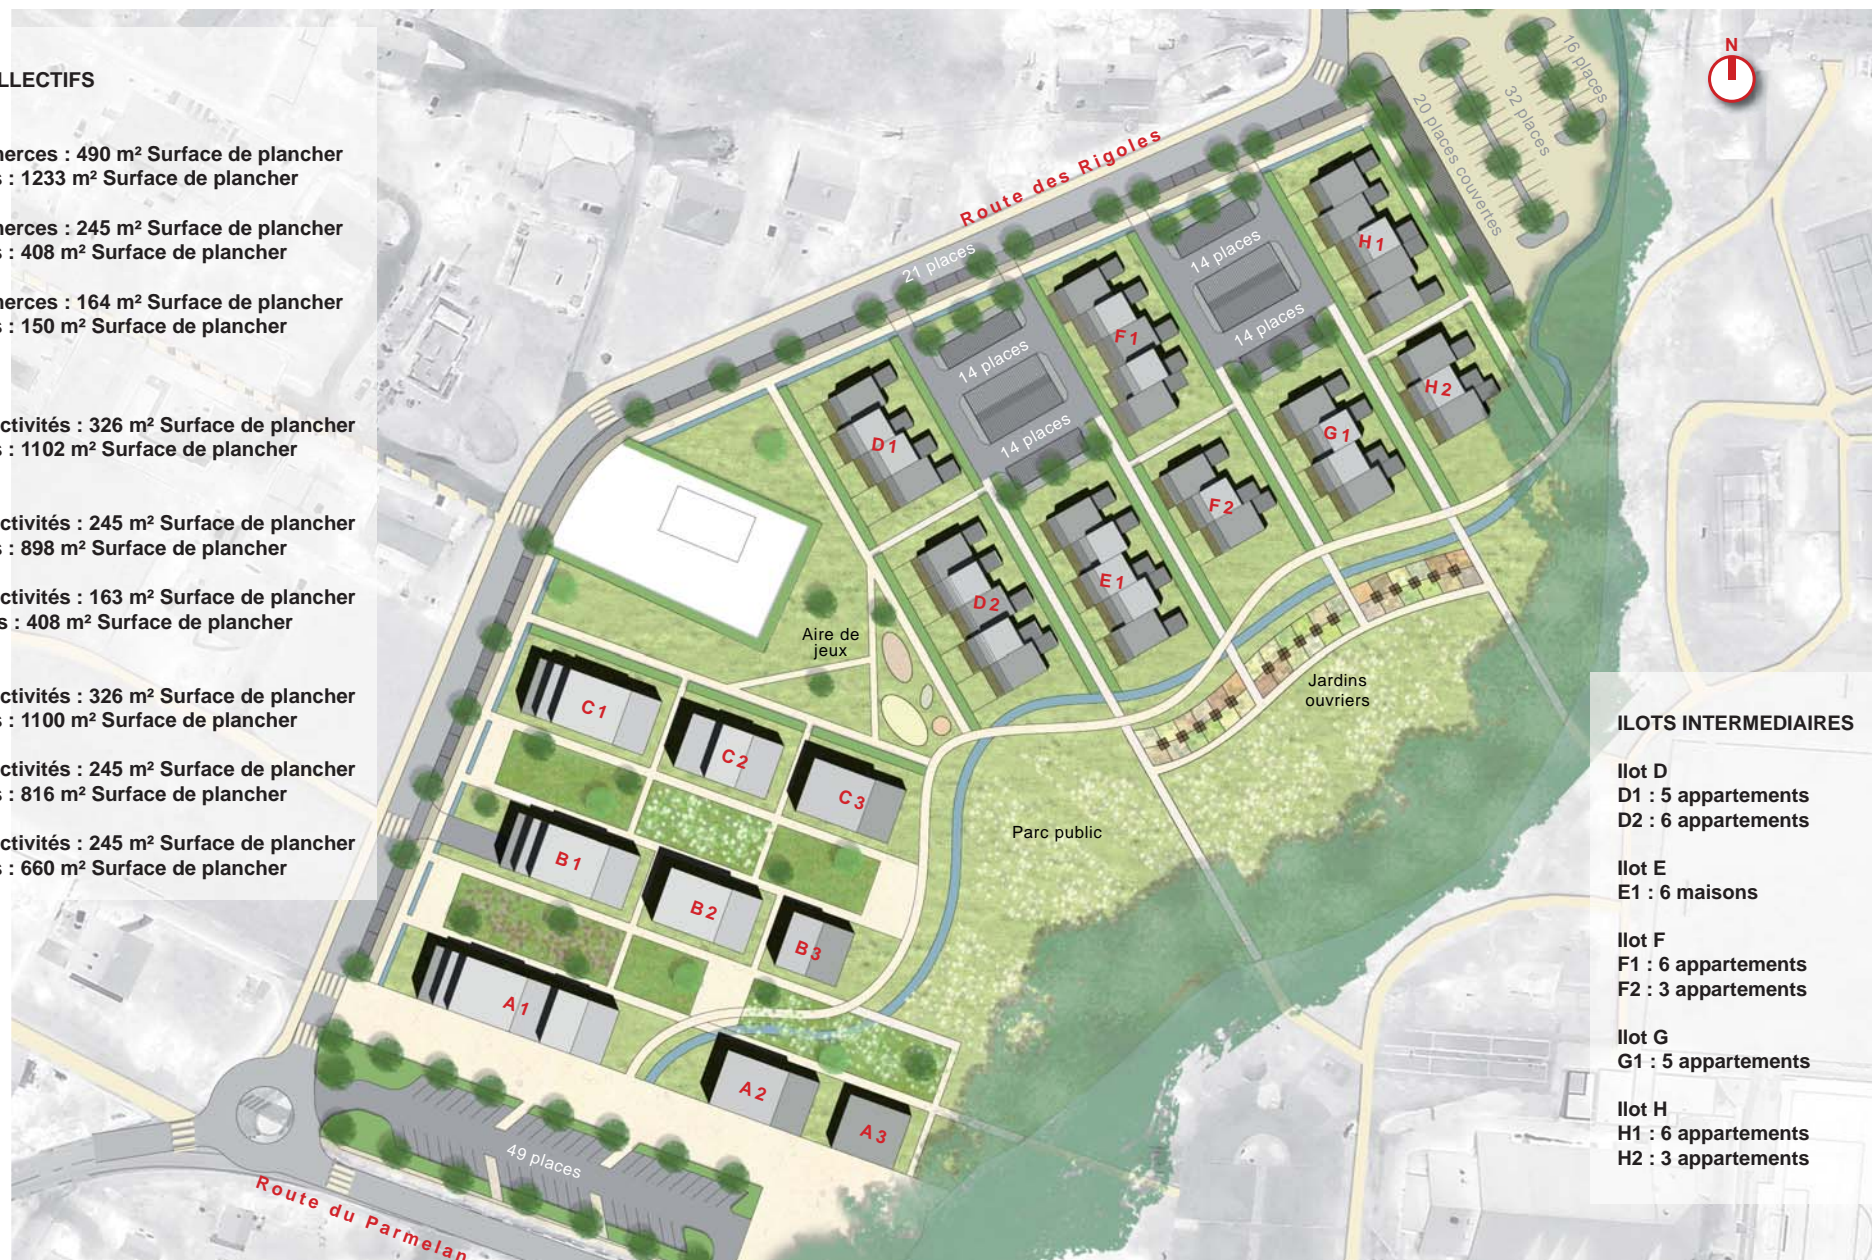 LLECTIFS
erces : 490 m² Surface de plancher
s : 1233 m² Surface de plancher
erces : 245 m² Surface de plancher
s : 408 m² Surface de plancher
erces : 164 m² Surface de plancher
s : 150 m² Surface de plancher
ctivités : 326 m² Surface de plancher
s : 1102 m² Surface de plancher
ctivités : 245 m² Surface de plancher
s : 898 m² Surface de plancher
ctivités : 163 m² Surface de plancher
s : 408 m² Surface de plancher
ctivités : 326 m² Surface de plancher
s : 1100 m² Surface de plancher
ctivités : 245 m² Surface de plancher
s : 816 m² Surface de plancher
ctivités : 245 m² Surface de plancher
s : 660 m² Surface de plancher
N
Route des Rigoles
16 places
32 places
20 places couvertes
21 places
14 places
14 places
14 places
14 places
H1
H2
F1
G1
D1
F2
E1
D2
Aire de
jeux
Jardins
ouvriers
Parc public
C1
C2
C3
B1
B2
B3
A1
A2
A3
49 places
Route du Parmelan
ILOTS INTERMEDIAIRES
Ilot D
D1 : 5 appartements
D2 : 6 appartements
Ilot E
E1 : 6 maisons
Ilot F
F1 : 6 appartements
F2 : 3 appartements
Ilot G
G1 : 5 appartements
Ilot H
H1 : 6 appartements
H2 : 3 appartements